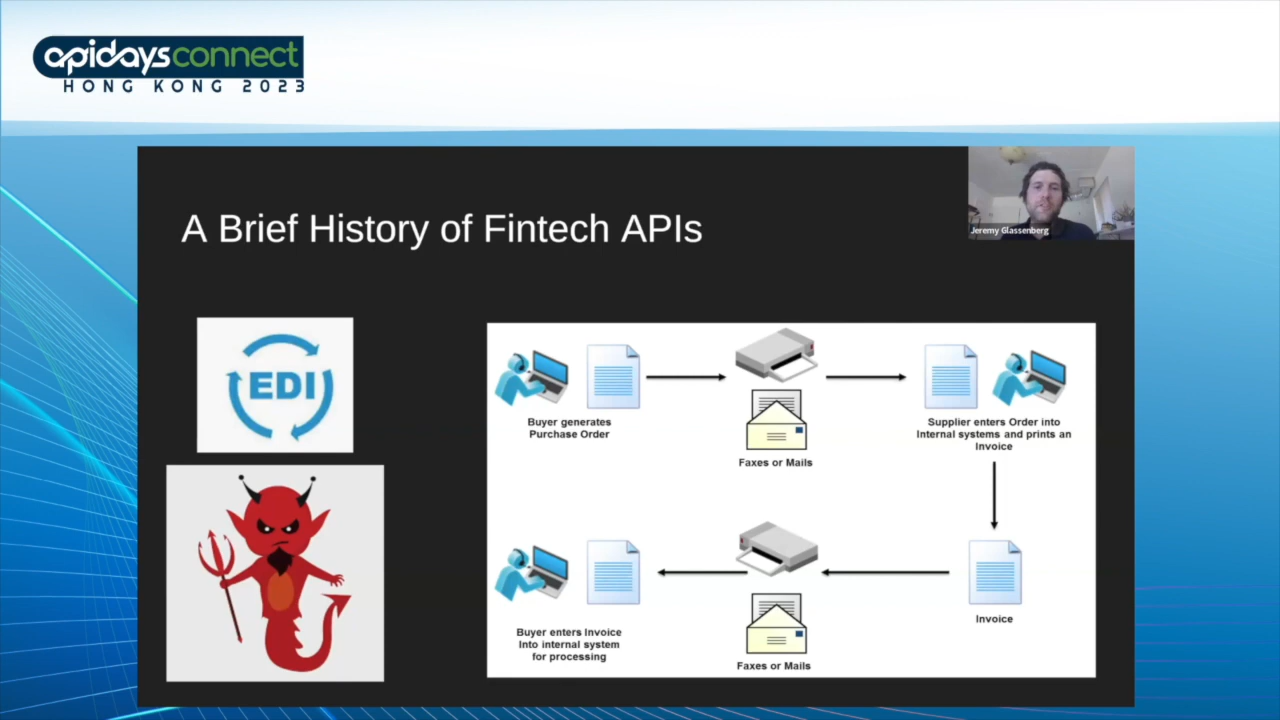 apidays connect
HONG KONG 2023
A Brief History of Fintech APIs
Jeremy Glassenberg
EDI
Buyer generates
Purchase Order
Faxes or Mails
Supplier enters Order into
Internal systems and prints an
Invoice
Invoice
Faxes or Mails
Buyer enters Invoice
Into internal system
for processing